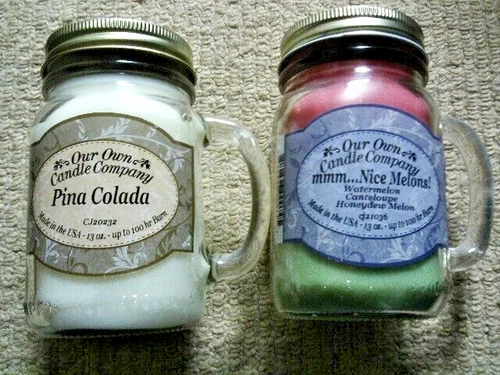 Our Own
Candle Company
Pina Colada
CJ20232
Made in the USA - 13 oz. - up to 100 hr Burn
Our Own
Candle Company
mmm...Nice Melons!
Watermelon
Canteloupe
Honeydew Melon
CJ21036
Made in the USA - 13 oz. - up to 100 hr Burn